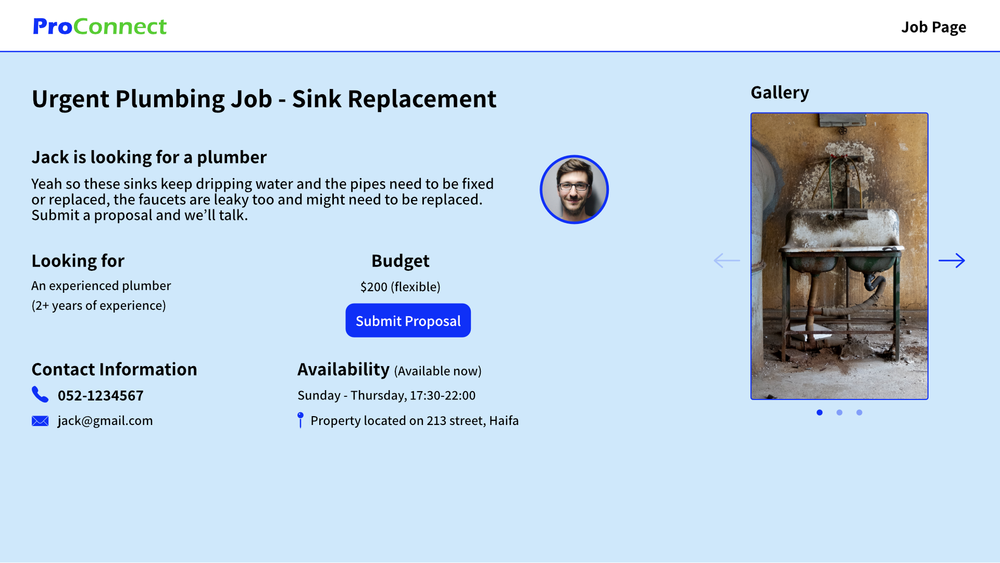 ProConnect
Job Page
Urgent Plumbing Job - Sink Replacement
Jack is looking for a plumber
Yeah so these sinks keep dripping water and the pipes need to be fixed
or replaced, the faucets are leaky too and might need to be replaced.
Submit a proposal and we’ll talk.
Looking for
An experienced plumber
(2+ years of experience)
Budget
$200 (flexible)
Submit Proposal
Contact Information
052-1234567
jack@gmail.com
Availability (Available now)
Sunday - Thursday, 17:30-22:00
Property located on 213 street, Haifa
Gallery